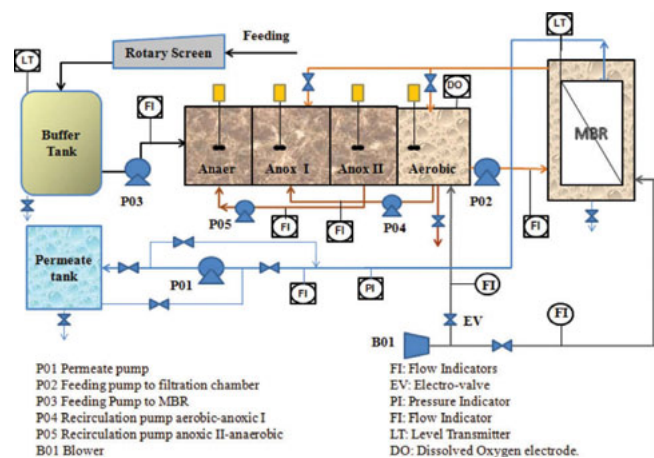 Feeding
Rotary Screen
LT
LT
FI
DO
Buffer
Tank
MBR
Anaer
Anox I
Anox II
Aerobic
P03
P02
P05
FI
FI
P04
FI
Permeate
tank
P01
FI
PI
FI
FI
EV
B01
P01 Permeate pump
P02 Feeding pump to filtration chamber
P03 Feeding Pump to MBR
P04 Recirculation pump aerobic-anoxic I
P05 Recirculation pump anoxic II-anaerobic
B01 Blower
FI: Flow Indicators
EV: Electro-valve
PI: Pressure Indicator
FI: Flow Indicator
LT: Level Transmitter
DO: Dissolved Oxygen electrode.